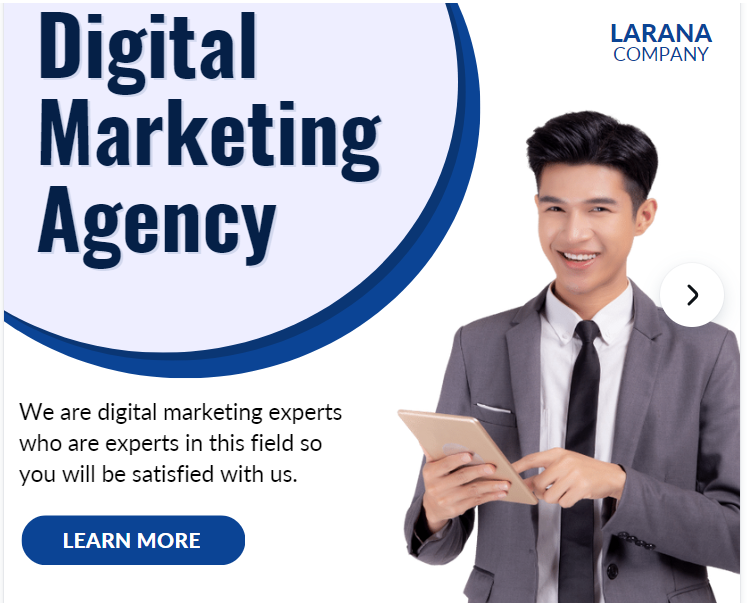 Digital
Marketing
Agency
LARANA
COMPANY
We are digital marketing experts
who are experts in this field so
you will be satisfied with us.
LEARN MORE